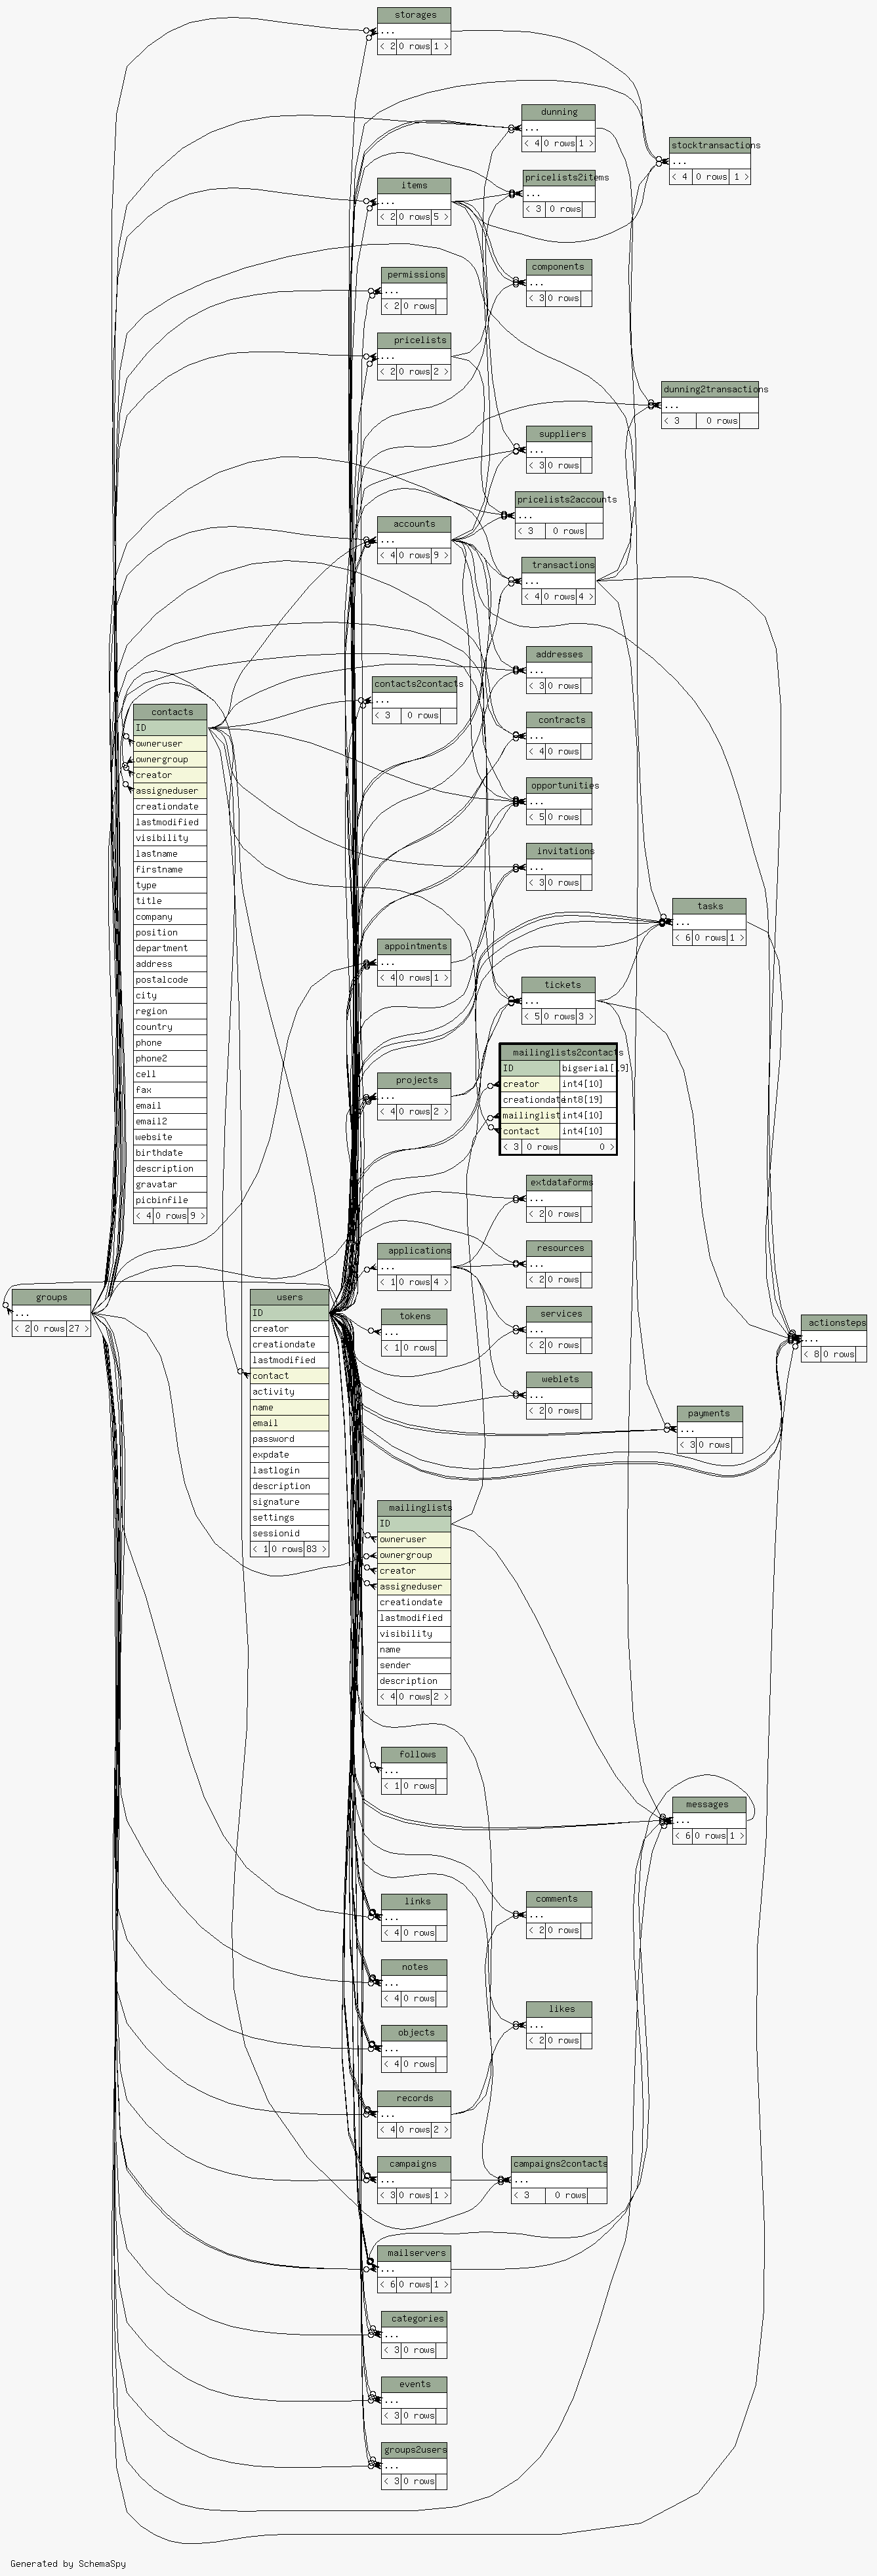 storages
...
< 2 0 rows 1 >
dunning
...
< 4 0 rows 1 >
stocktransactions
...
< 4 0 rows 1 >
pricelists2items
...
< 3 0 rows
items
...
< 2 0 rows 5 >
components
...
< 3 0 rows
permissions
...
< 2 0 rows
pricelists
...
< 2 0 rows 2 >
dunning2transactions
...
< 3 0 rows
suppliers
...
< 3 0 rows
pricelists2accounts
...
< 3 0 rows
accounts
...
< 4 0 rows 9 >
transactions
...
< 4 0 rows 4 >
addresses
...
< 3 0 rows
contacts2contacts
...
< 3 0 rows
contacts
ID
owneruser
ownergroup
creator
assigneduser
creationdate
lastmodified
visibility
lastname
firstname
type
title
company
position
department
address
postalcode
city
region
country
phone
phone2
cell
fax
email
email2
website
birthdate
description
gravatar
picbinfile
< 4 0 rows 9 >
contracts
...
< 4 0 rows
opportunities
...
< 5 0 rows
invitations
...
< 3 0 rows
tasks
...
< 6 0 rows 1 >
appointments
...
< 4 0 rows 1 >
tickets
...
< 5 0 rows 3 >
mailinglists2contacts
ID bigserial[19]
creator int4[10]
creationdate int8[19]
mailinglist int4[10]
contact int4[10]
< 3 0 rows 0 >
projects
...
< 4 0 rows 2 >
extdataforms
...
< 2 0 rows
resources
...
< 2 0 rows
applications
...
< 1 0 rows 4 >
groups
...
< 2 0 rows 27 >
users
ID
creator
creationdate
lastmodified
contact
activity
name
email
password
expdate
lastlogin
description
signature
settings
sessionid
< 1 0 rows 83 >
tokens
...
< 1 0 rows
services
...
< 2 0 rows
actionsteps
...
< 8 0 rows
weblets
...
< 2 0 rows
payments
...
< 3 0 rows
mailinglists
ID
owneruser
ownergroup
creator
assigneduser
creationdate
lastmodified
visibility
name
sender
description
< 4 0 rows 2 >
follows
...
< 1 0 rows
messages
...
< 6 0 rows 1 >
links
...
< 4 0 rows
comments
...
< 2 0 rows
notes
...
< 4 0 rows
likes
...
< 2 0 rows
objects
...
< 4 0 rows
records
...
< 4 0 rows 2 >
campaigns
...
< 3 0 rows 1 >
campaigns2contacts
...
< 3 0 rows
mailservers
...
< 6 0 rows 1 >
categories
...
< 3 0 rows
events
...
< 3 0 rows
groups2users
...
< 3 0 rows
Generated by SchemaSpy